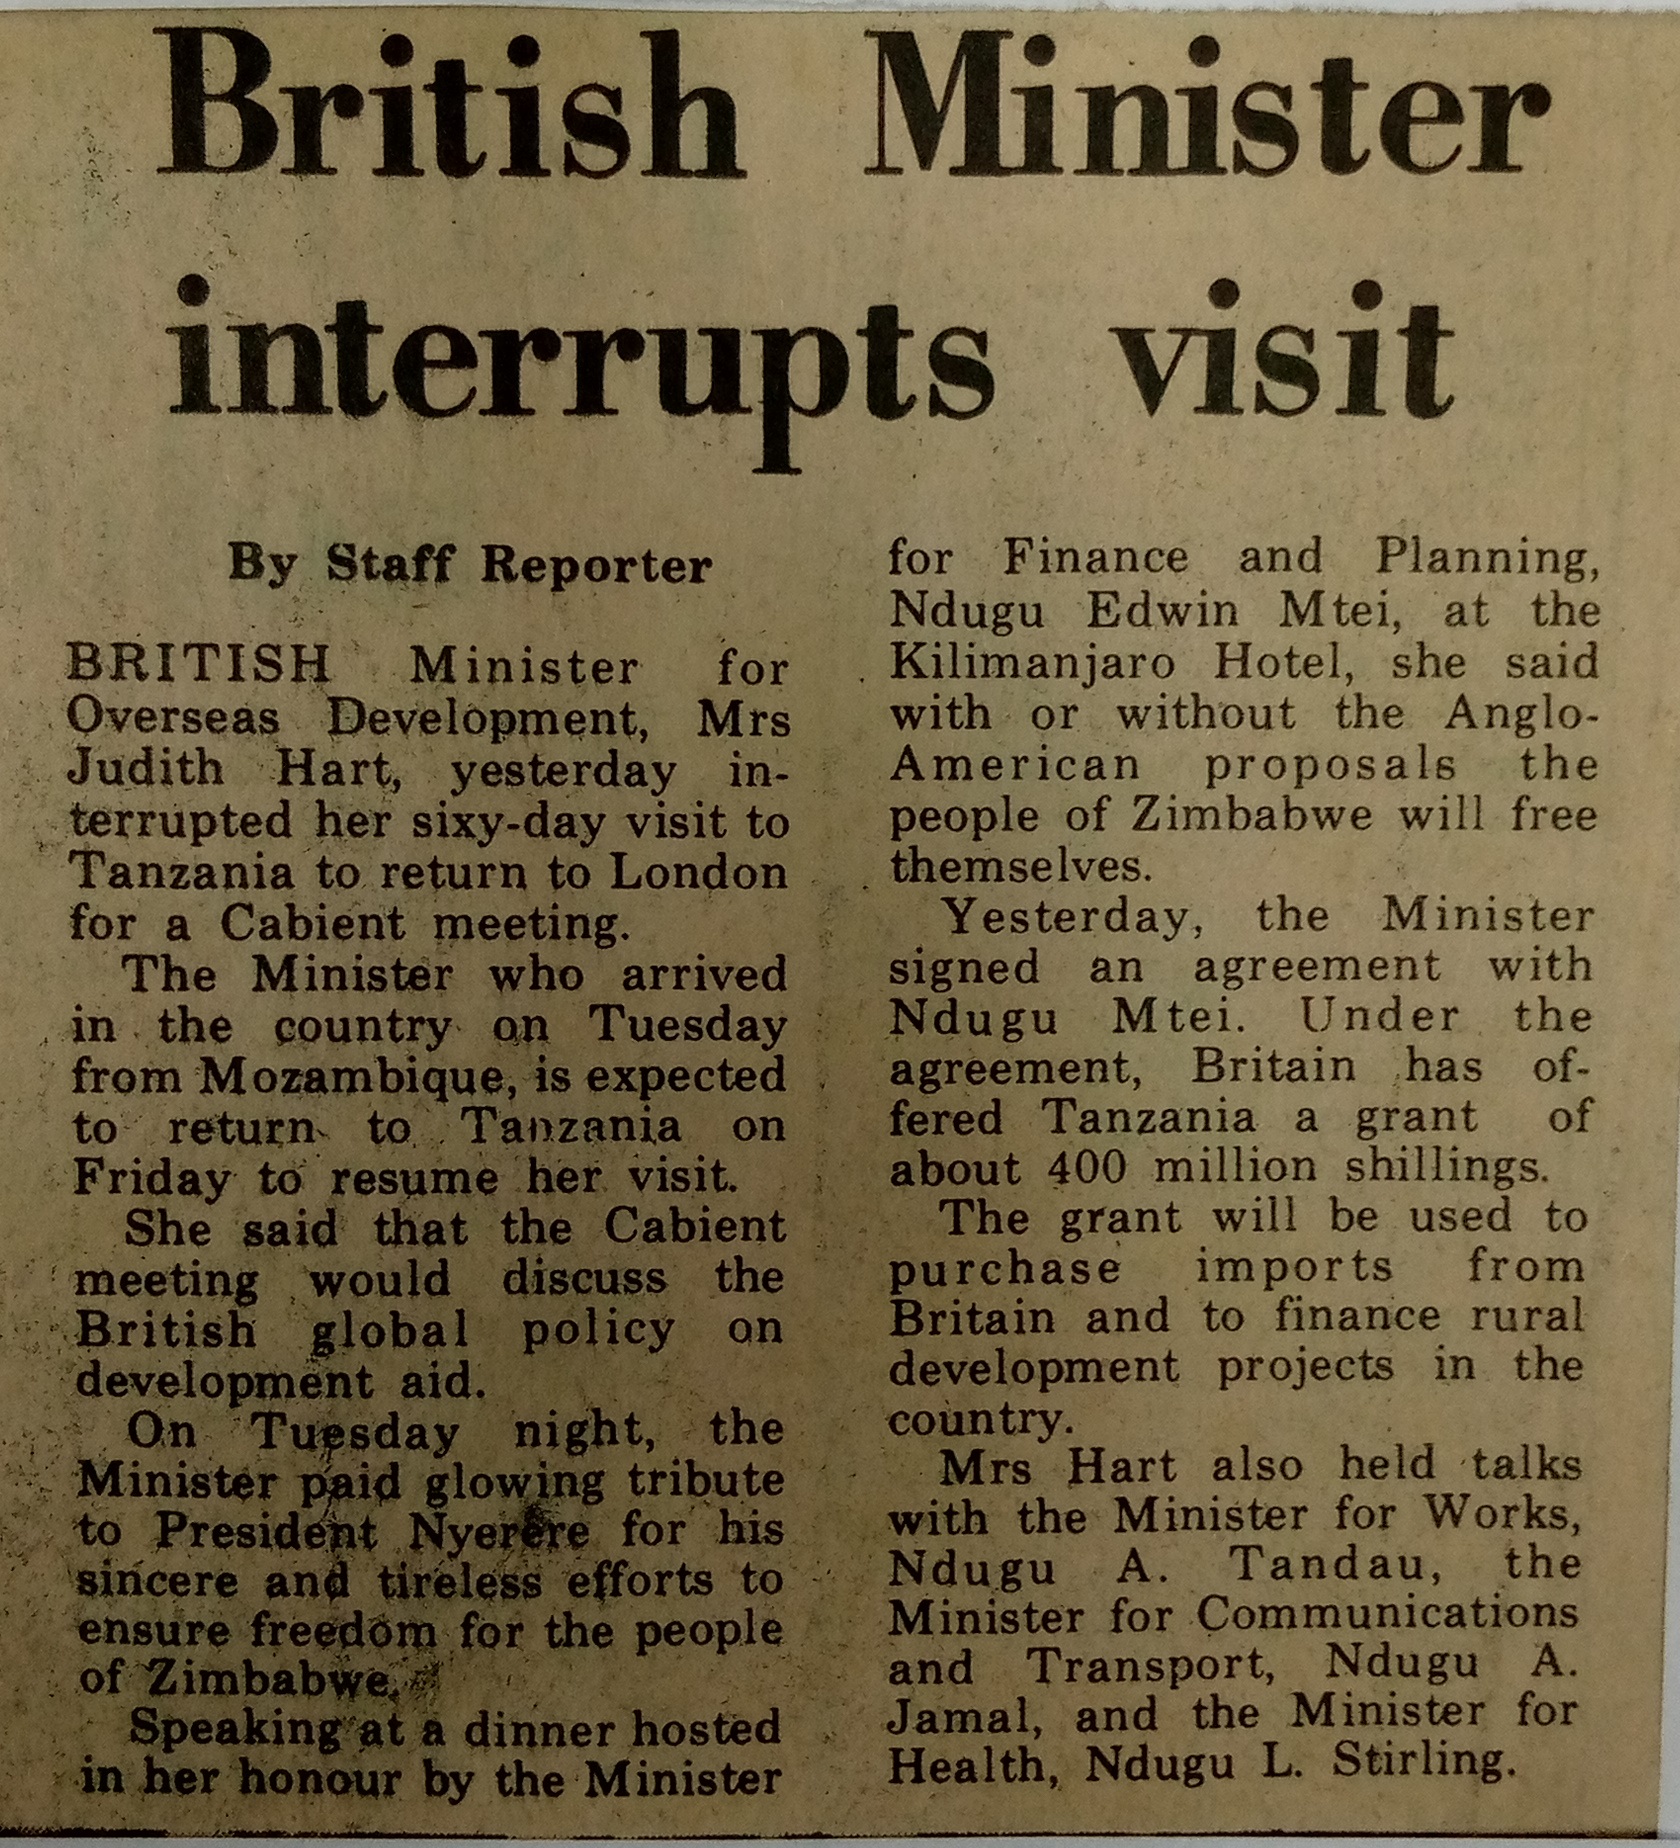 British Minister
interrupts visit
By Staff Reporter
BRITISH Minister for
Overseas Development, Mrs
Judith Hart, yesterday in-
terrupted her sixy-day visit to
Tanzania to return to London
for a Cabient meeting.
The Minister who arrived
in the country on Tuesday
from Mozambique, is expected
to return to Tanzania on
Friday to resume her visit.
She said that the Cabient
meeting would discuss the
British global policy on
development aid.
On Tuesday night, the
Minister paid glowing tribute
to President Nyerere for his
sincere and tireless efforts to
ensure freedom for the people
of Zimbabwe.
Speaking at a dinner hosted
in her honour by the Minister
for Finance and Planning,
Ndugu Edwin Mtei, at the
Kilimanjaro Hotel, she said
with or without the Anglo-
American proposals the
people of Zimbabwe will free
themselves.
Yesterday, the Minister
signed an agreement with
Ndugu Mtei. Under the
agreement, Britain has of-
fered Tanzania a grant of
about 400 million shillings.
The grant will be used to
purchase imports from
Britain and to finance rural
development projects in the
country.
Mrs Hart also held talks
with the Minister for Works,
Ndugu A. Tandau, the
Minister for Communications
and Transport, Ndugu A.
Jamal, and the Minister for
Health, Ndugu L. Stirling.